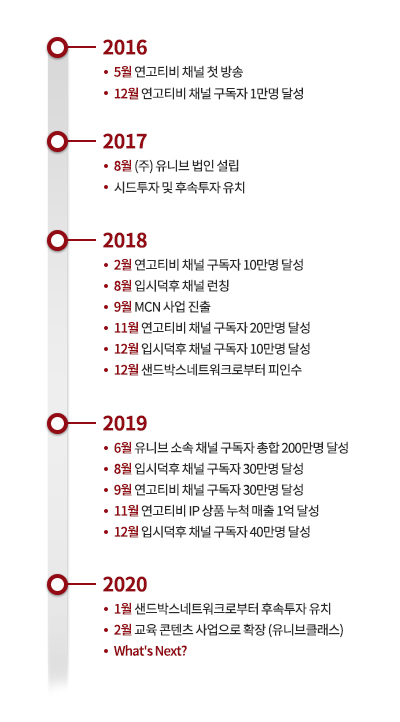 2016
• 5월 연고티비 채널 첫 방송
• 12월 연고티비 채널 구독자 1만명 달성
2017
• 8월 (주) 유니브 법인 설립
• 시드투자 및 후속투자 유치
2018
• 2월 연고티비 채널 구독자 10만명 달성
• 8월 입시덕후 채널 런칭
• 9월 MCN 사업 진출
• 11월 연고티비 채널 구독자 20만명 달성
• 12월 입시덕후 채널 구독자 10만명 달성
• 12월 샌드박스네트워크로부터 피인수
2019
• 6월 유니브 소속 채널 구독자 총합 200만명 달성
• 8월 입시덕후 채널 구독자 30만명 달성
• 9월 연고티비 채널 구독자 30만명 달성
• 11월 연고티비 IP 상품 누적 매출 1억 달성
• 12월 입시덕후 채널 구독자 40만명 달성
2020
• 1월 샌드박스네트워크로부터 후속투자 유치
• 2월 교육 콘텐츠 사업으로 확장 (유니브클래스)
• What's Next?